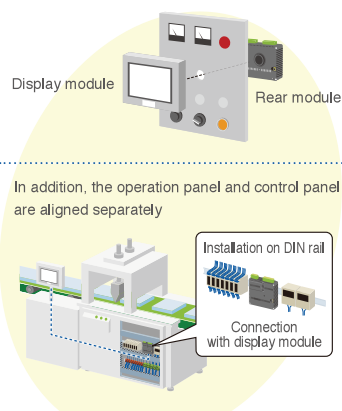 Display module
Rear module
In addition, the operation panel and control panel
are aligned separately
Installation on DIN rail
Connection
with display module